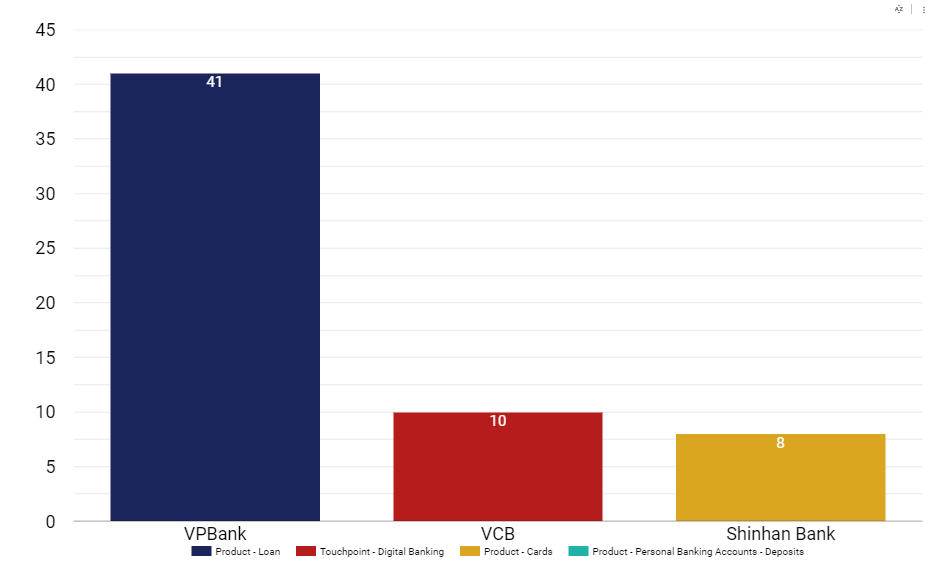 AZ
45
40
35
30
25
20
15
10
5
0
41
10
8
VPBank
VCB
Shinhan Bank
Product - Loan
Touchpoint - Digital Banking
Product - Cards
Product - Personal Banking Accounts - Deposits